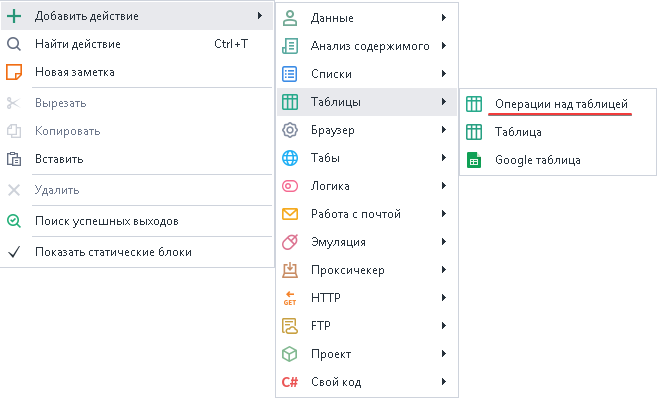 Добавить действие
Найти действие Ctrl+T
Новая заметка
Вырезать
Копировать
Вставить
Удалить
Поиск успешных выходов
Показать статические блоки
Данные
Анализ содержимого
Списки
Таблицы
Браузер
Табы
Логика
Работа с почтой
Эмуляция
Проксичекер
GET HTTP
FTP
Проект
C# Свой код
Операции над таблицей
Таблица
Google таблица